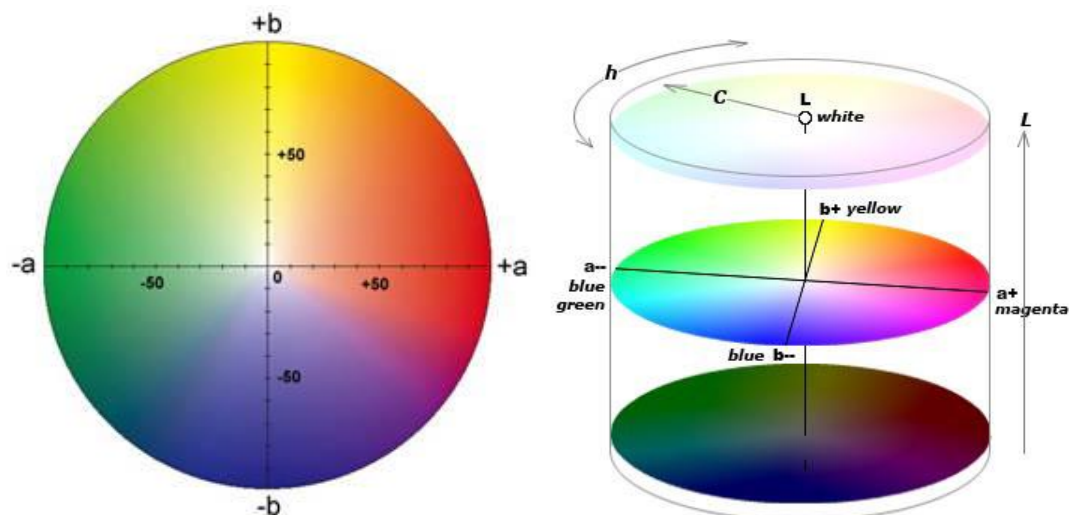 +b
+50
-a
-50
0
+50
+a
-50
-b
h
C
L
white
L
b+ yellow
a--
blue
green
a+
magenta
blue b--